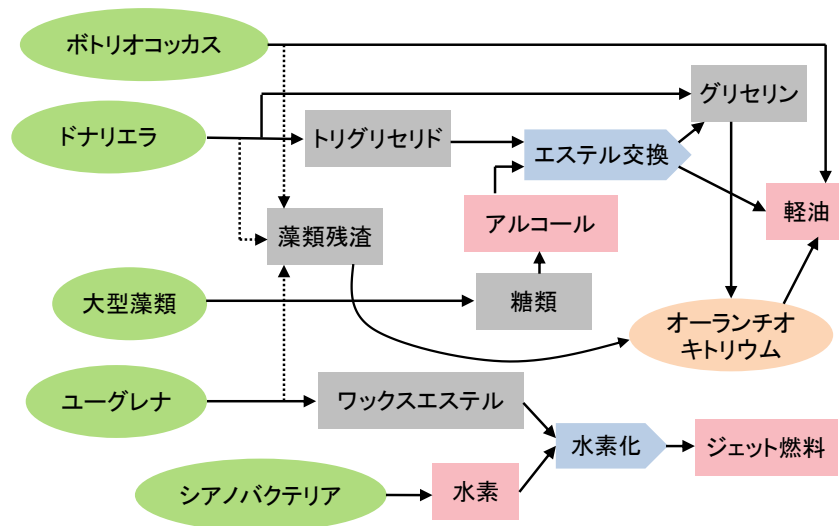 ボトリオコッカス
ドナリエラ
トリグリセリド
エステル交換
グリセリン
藻類残渣
アルコール
軽油
大型藻類
糖類
オーランチオ
キトリウム
ユーグレナ
ワックスエステル
水素化
ジェット燃料
シアノバクテリア
水素